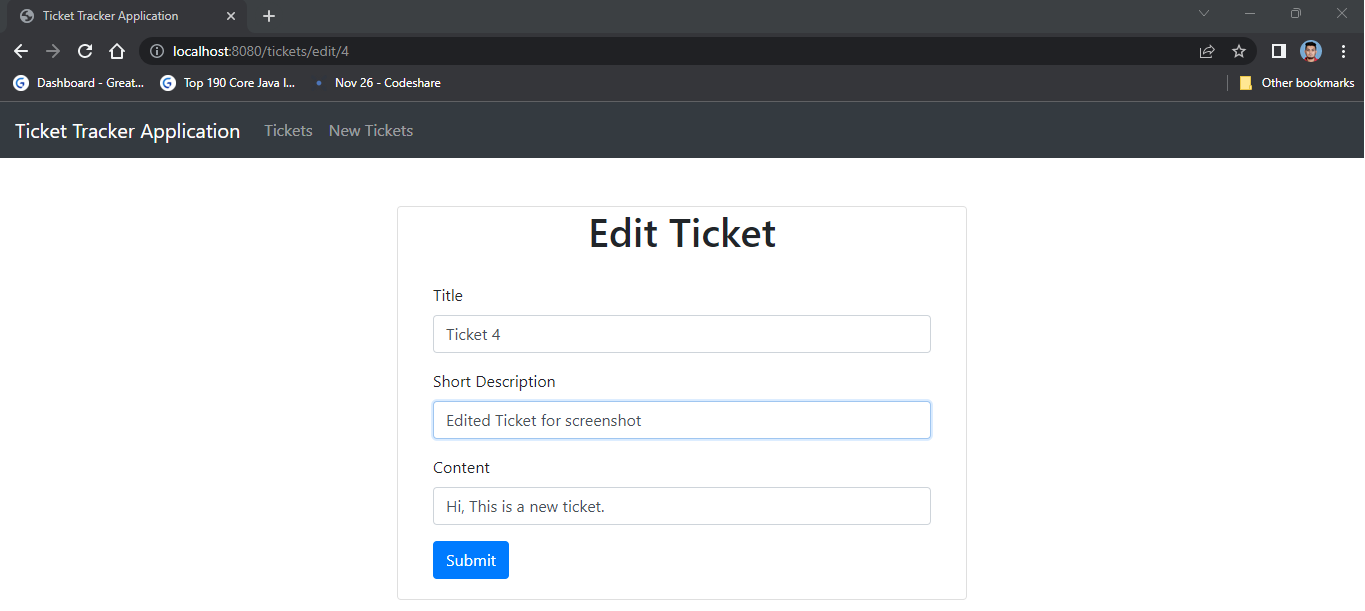 Ticket Tracker Application
localhost:8080/tickets/edit/4
Dashboard - Great... Top 190 Core Java I... Nov 26 - Codeshare Other bookmarks
Ticket Tracker Application Tickets New Tickets
Edit Ticket
Title
Ticket 4
Short Description
Edited Ticket for screenshot
Content
Hi, This is a new ticket.
Submit